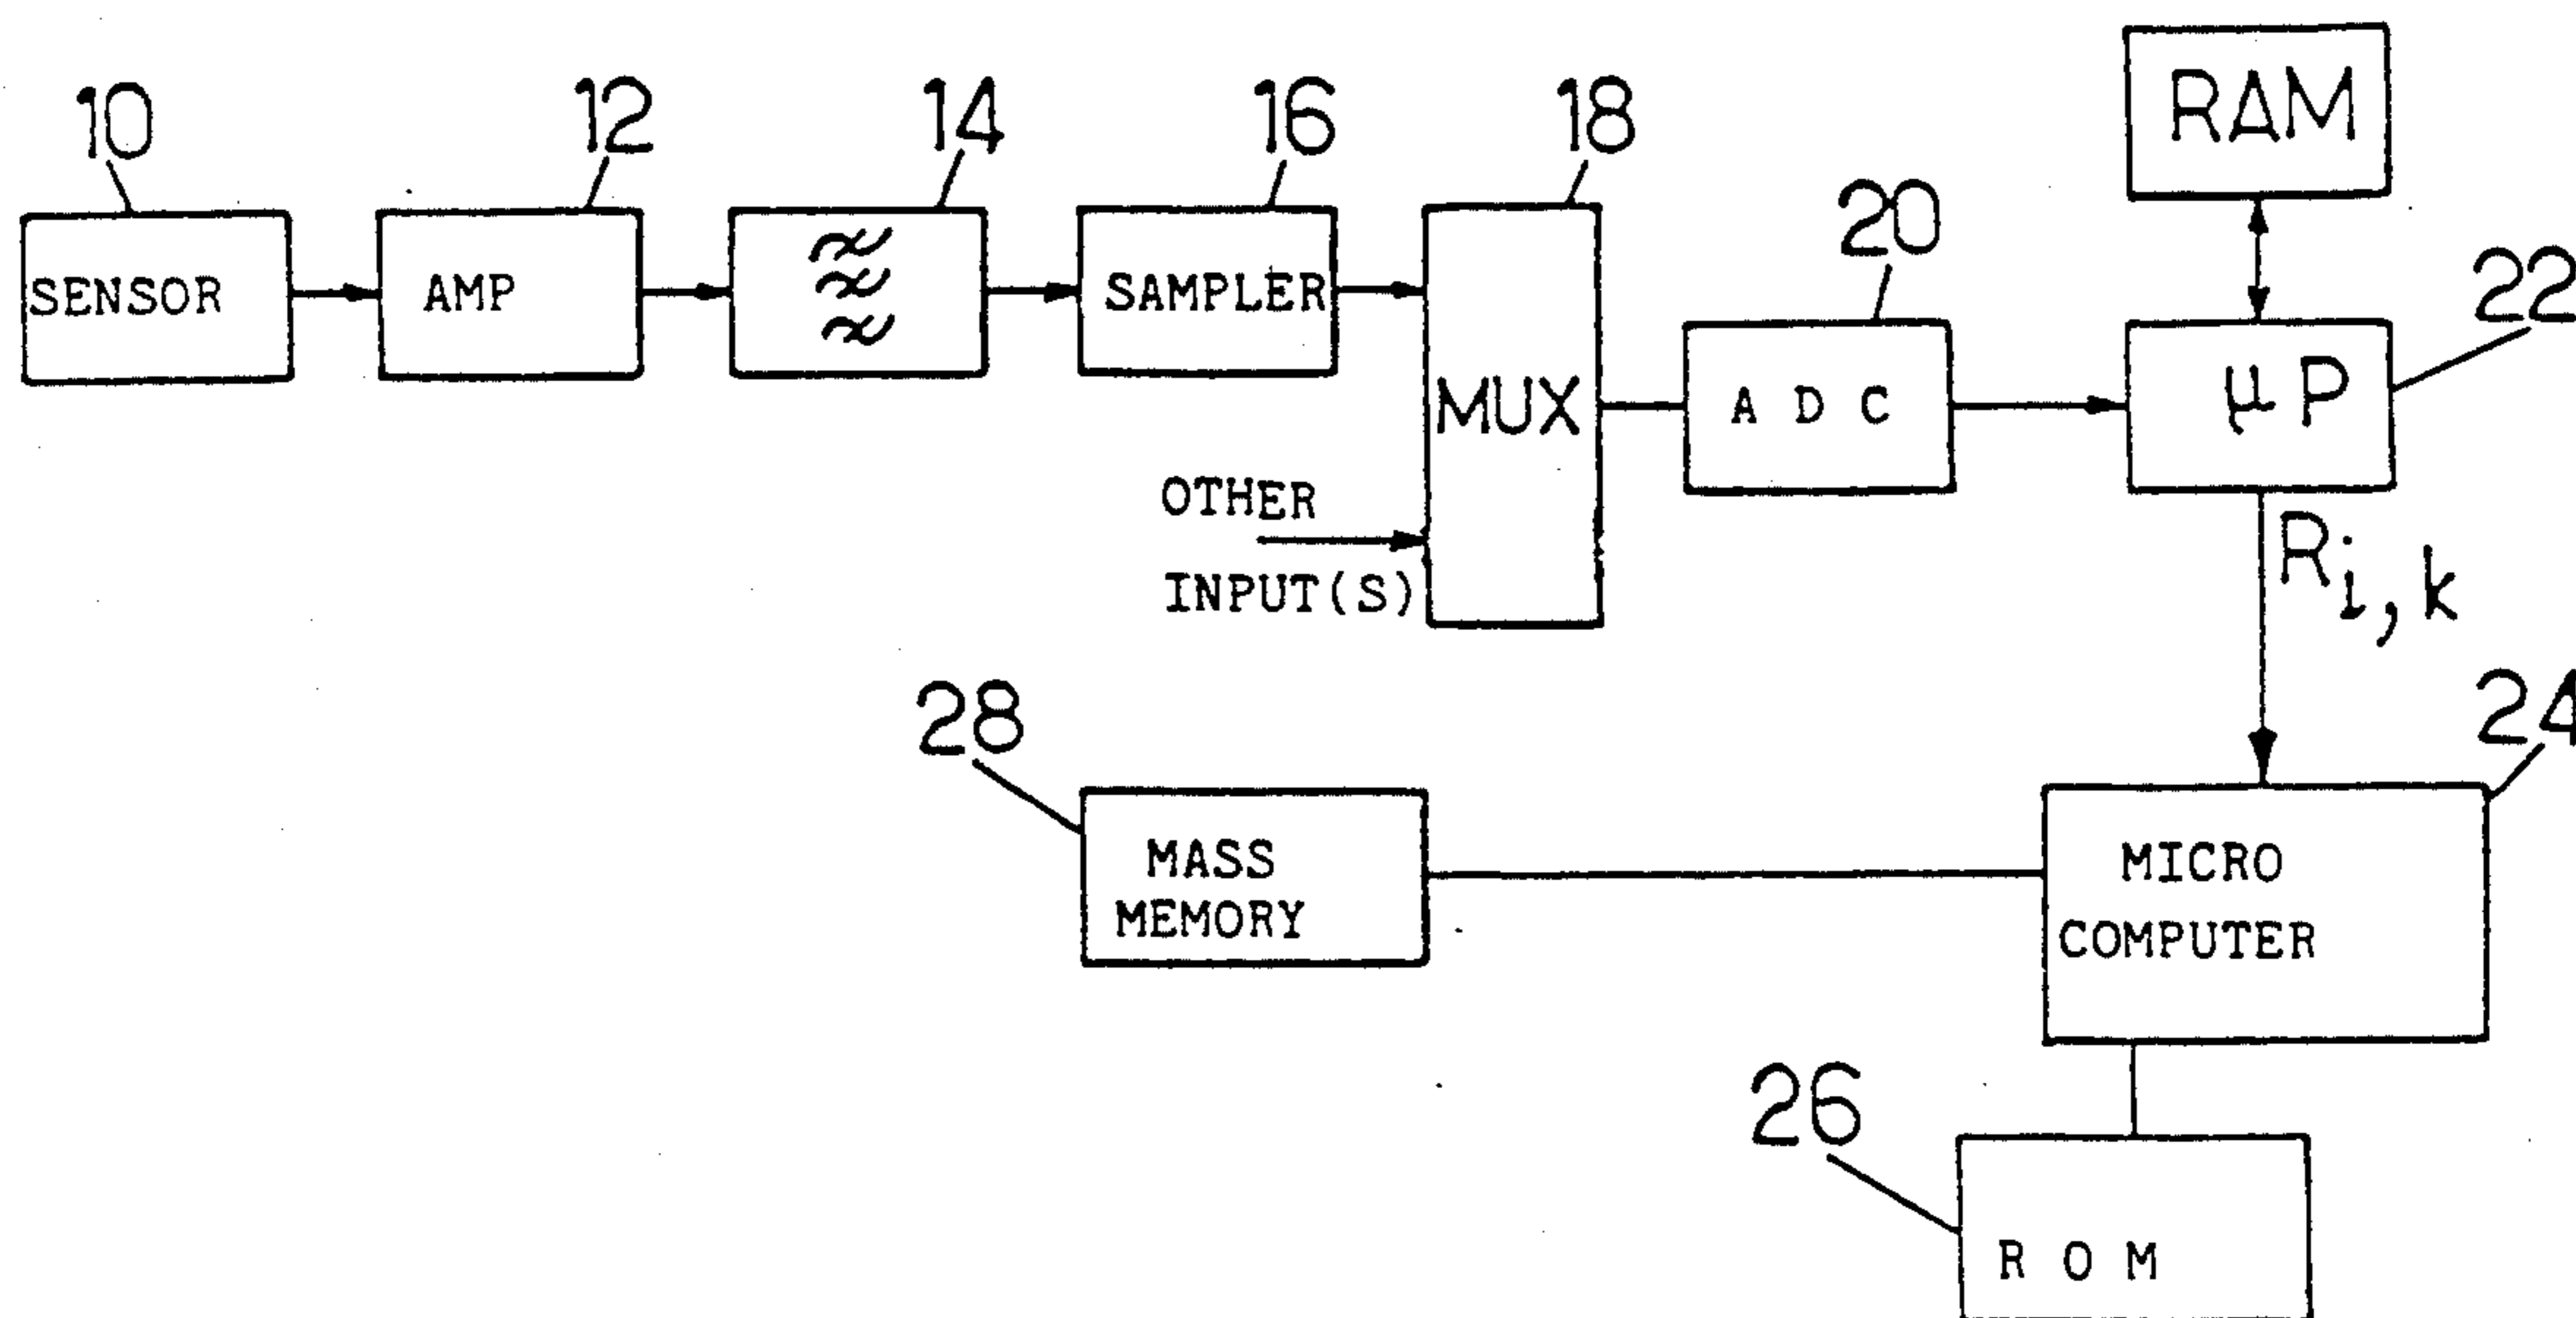 10
12
14
16
18
20
22
RAM
SENSOR
AMP
SAMPLER
MUX
A D C
μP
OTHER
INPUT(S)
Ri,k
28
24
MASS
MEMORY
MICRO
COMPUTER
26
R O M